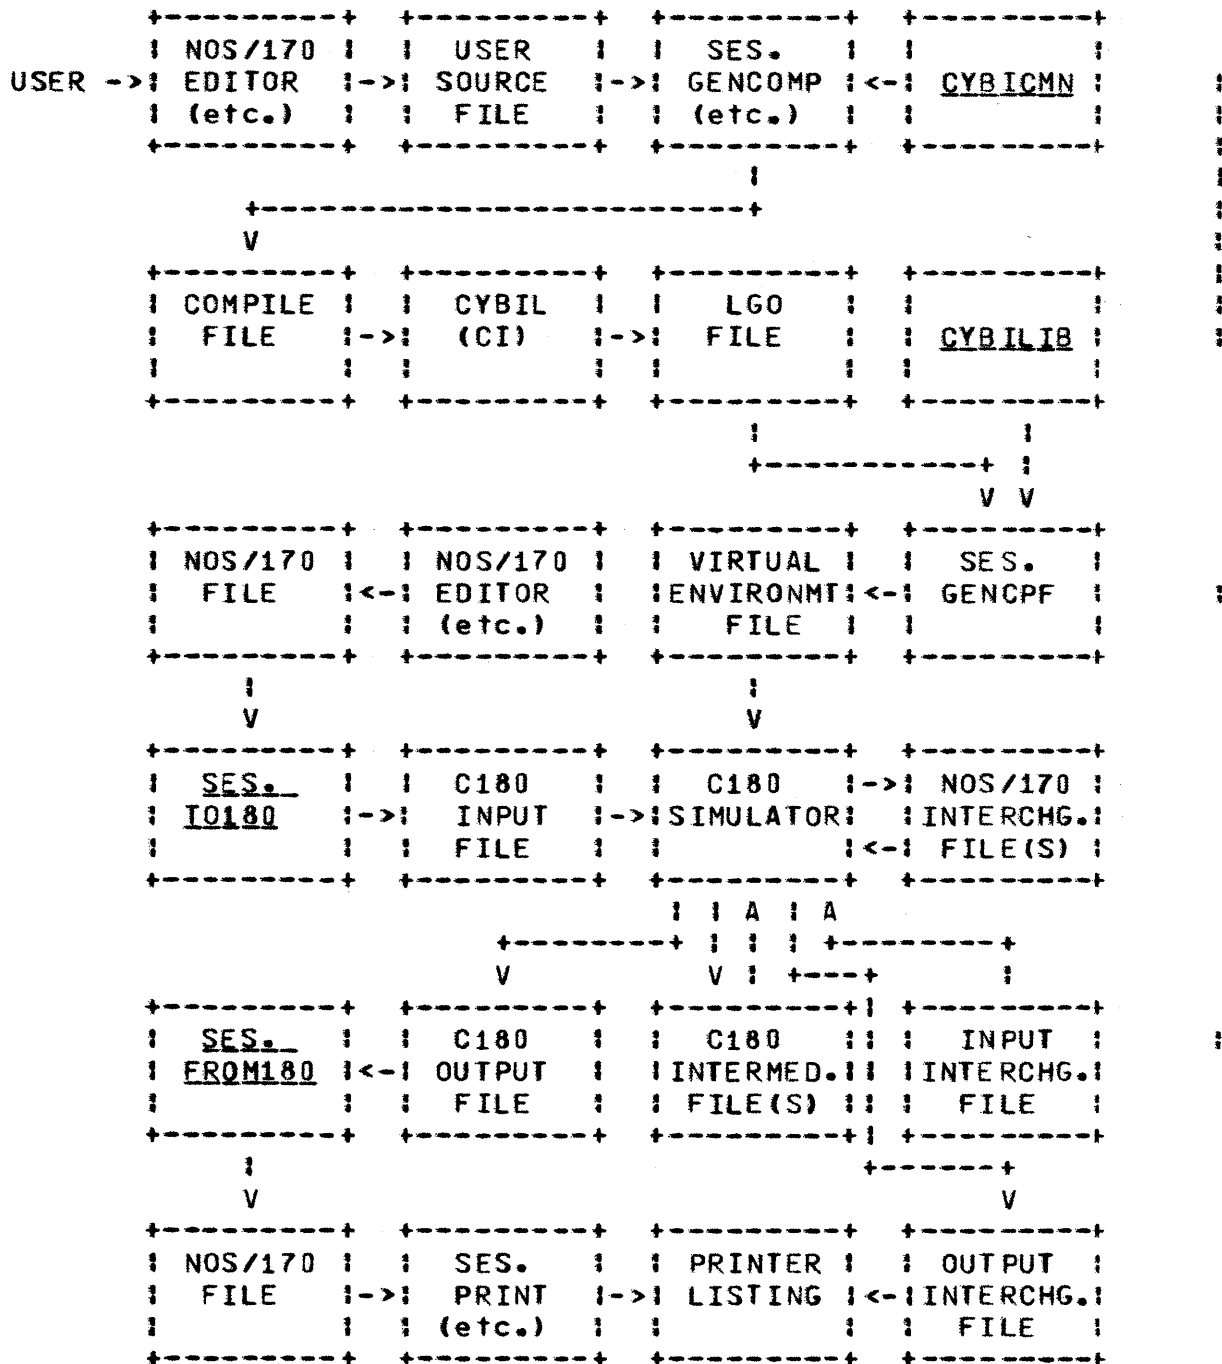 NOS/170 USER SES.
USER -> EDITOR -> SOURCE -> GENCOMP <- CYBICMN
(etc.) FILE (etc.)
V
COMPILE CYBIL LGO
FILE -> (CI) -> FILE CYBILIB
V V
NOS/170 NOS/170 VIRTUAL SES.
FILE <- EDITOR ENVIRONMT <- GENCPF
(etc.) FILE
V V
SES. C180 C180 -> NOS/170
TO180 -> INPUT -> SIMULATOR INTERCHG.
FILE <- FILE(S)
A A
V V
SES. C180 C180 INPUT
FROM180 <- OUTPUT INTERMED. INTERCHG.
FILE FILE(S) FILE
V V
NOS/170 SES. PRINTER OUTPUT
FILE -> PRINT -> LISTING <- INTERCHG.
(etc.) FILE